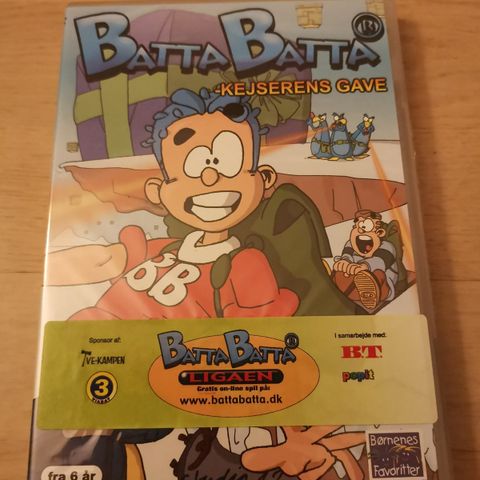 BATTA BATTA
B
-KEJSERENS GAVE
BB
Sponsor af:
TVE-KAMPEN
3
BATTA BATTA
LIGAEN
Gratis on-line spil på:
www.battabatta.dk
I samarbejde med:
BT
popit
Børnenes
Favoritter
fra 6 år